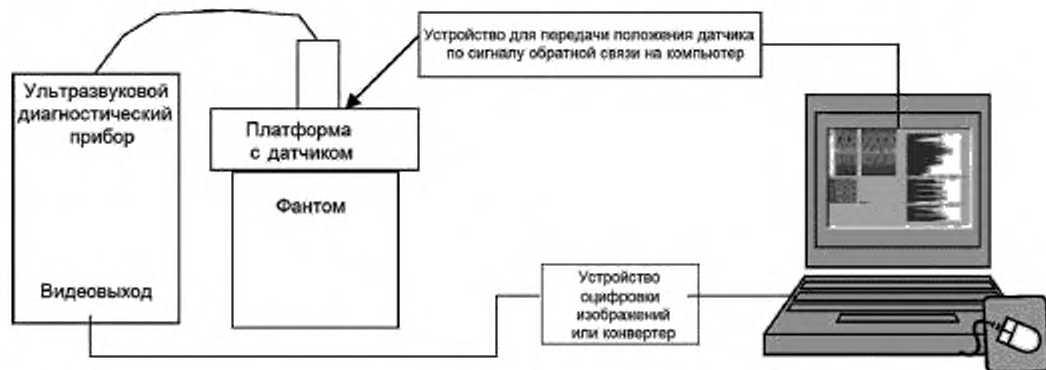 Устройство для передачи положения датчика
по сигналу обратной связи на компьютер
Ультразвуковой
диагностический
прибор
Платформа
с датчиком
Фантом
Видеовыход
Устройство
оцифровки
изображений
или конвертер